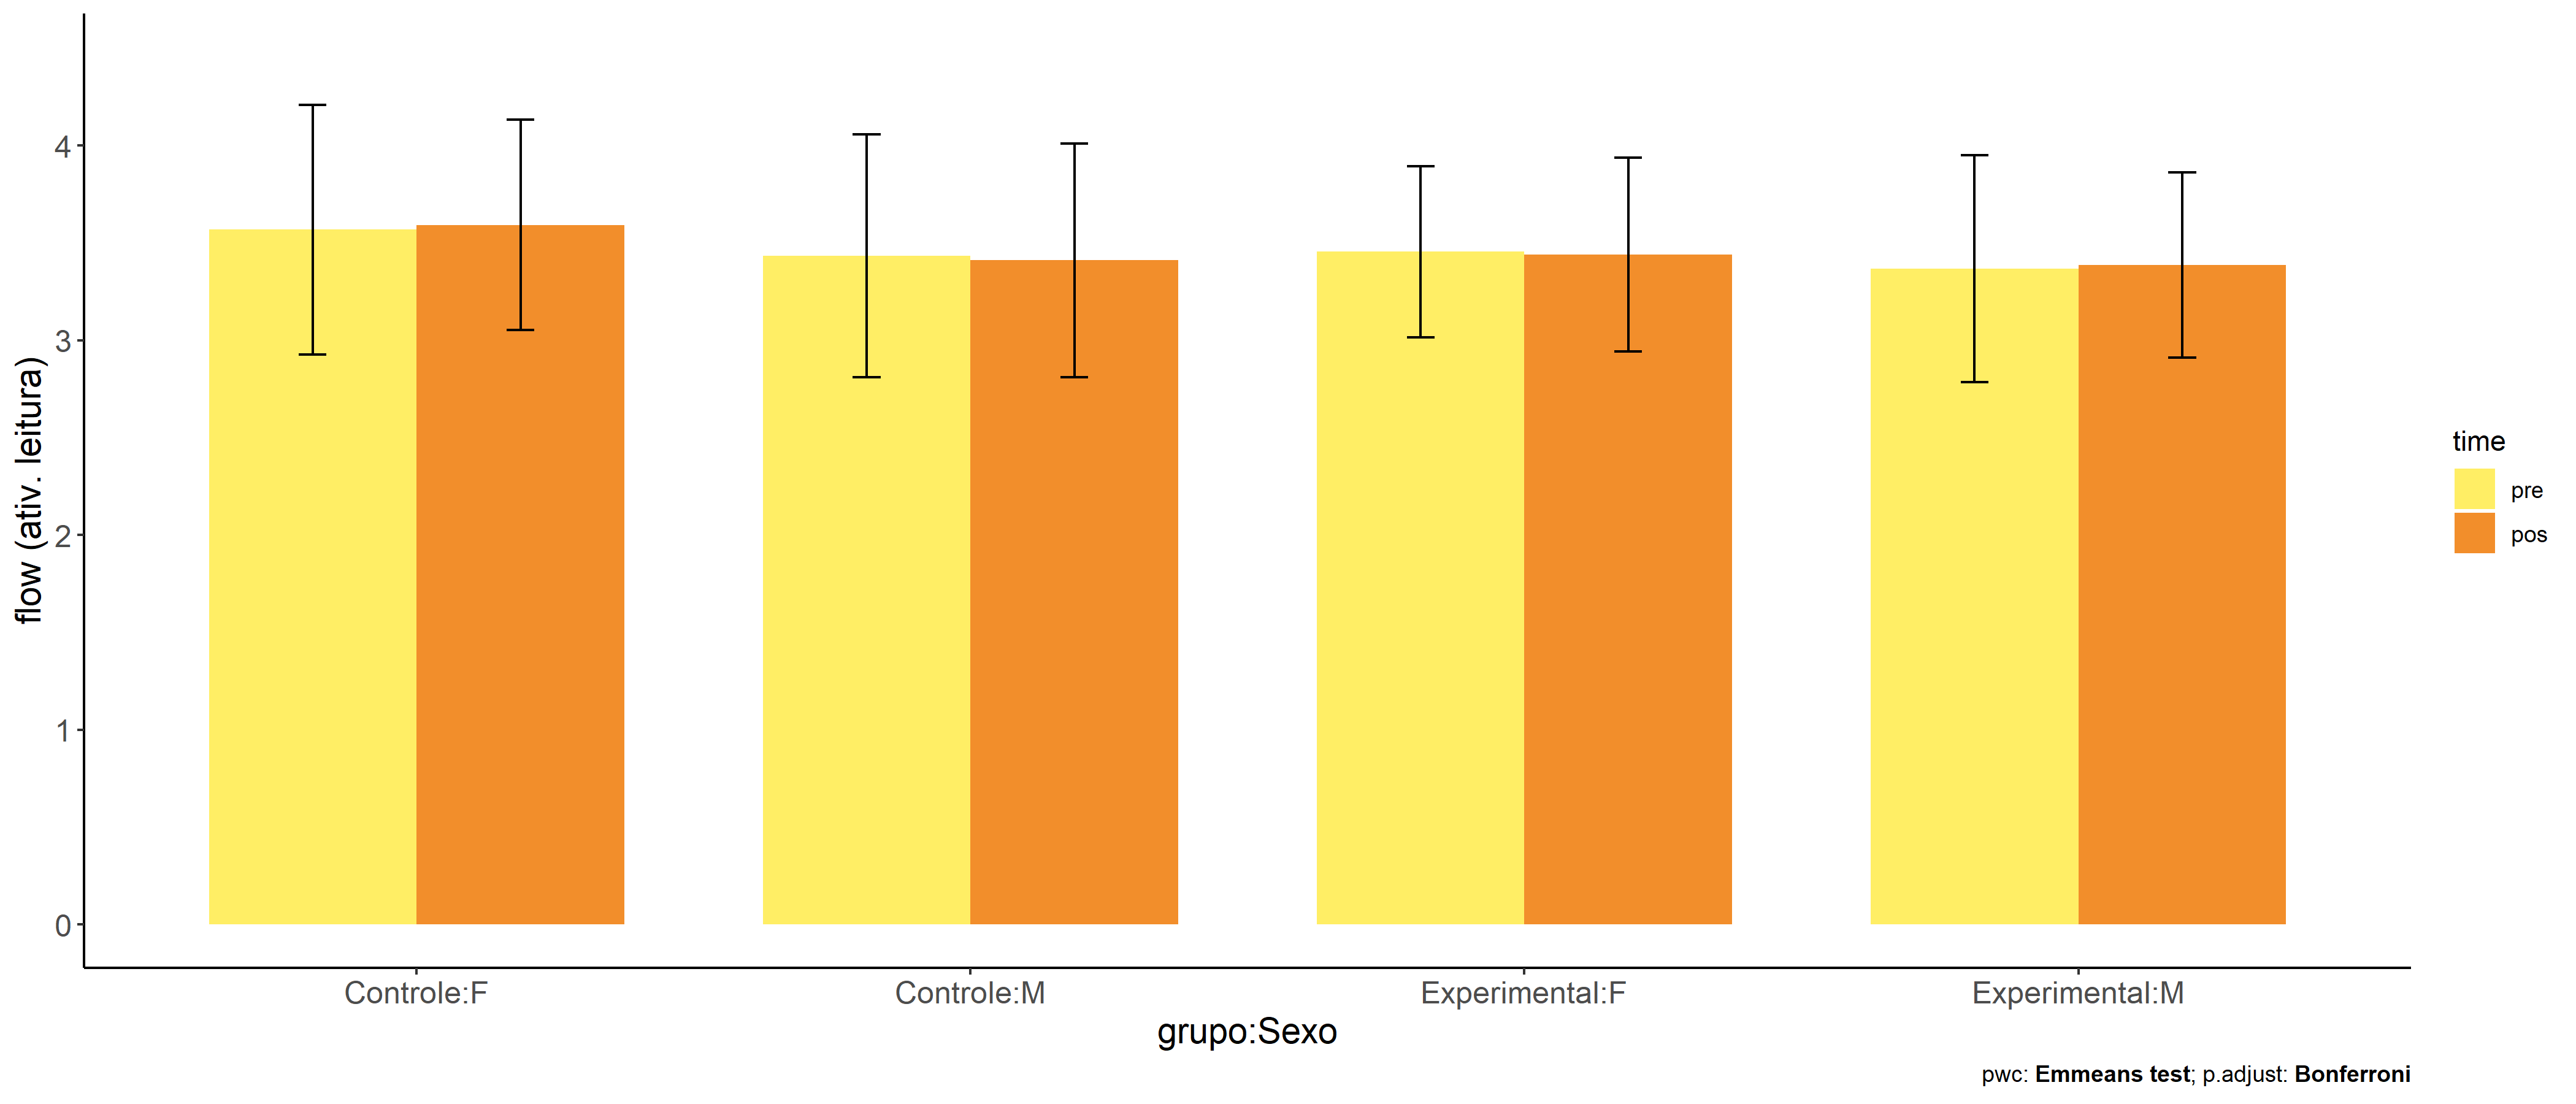 flow (ativ. leitura)
4
3
2
1
0
Controle:F
Controle:M
Experimental:F
Experimental:M
grupo:Sexo
time
pre
pos
pwc: Emmeans test; p.adjust: Bonferroni